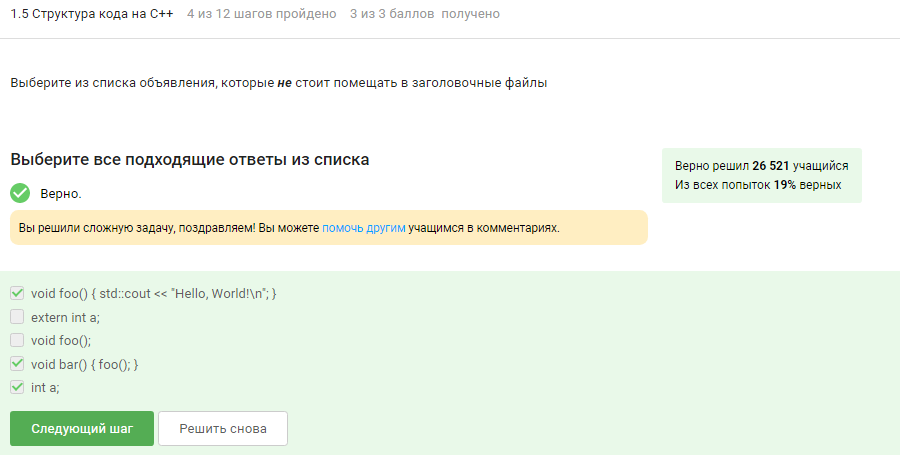 1.5 Структура кода на C++ 4 из 12 шагов пройдено 3 из 3 баллов получено
Выберите из списка объявления, которые не стоит помещать в заголовочные файлы
Выберите все подходящие ответы из списка
Верно.
Вы решили сложную задачу, поздравляем! Вы можете помочь другим учащимся в комментариях.
Верно решил 26 521 учащийся
Из всех попыток 19% верных
void foo() { std::cout << "Hello, World!\n"; }
extern int a;
void foo();
void bar() { foo(); }
int a;
Следующий шаг Решить снова